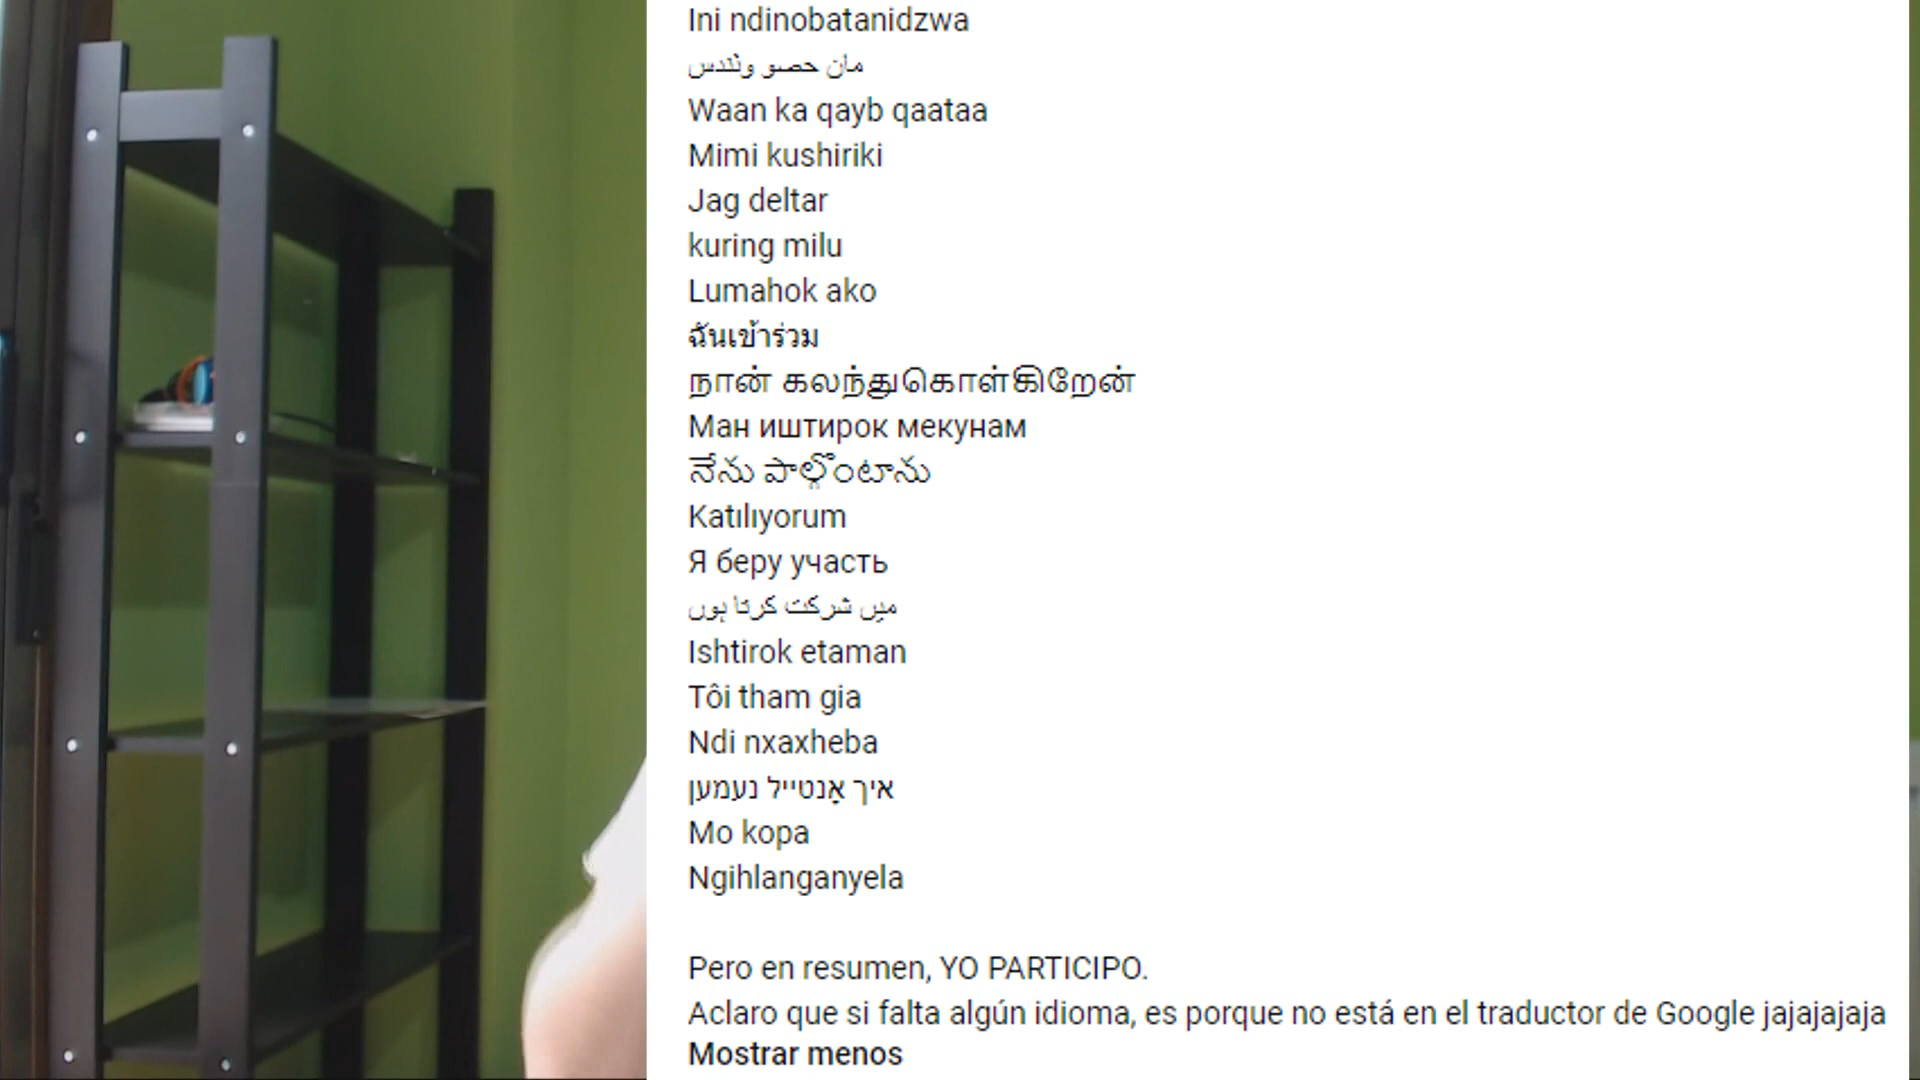 Ini ndinobatanidzwa
مان حصو وٺندس
Waan ka qayb qaataa
Mimi kushiriki
Jag deltar
kuring milu
Lumahok ako
ฉันเข้าร่วม
நான் கலந்துகொள்கிறேன்
Ман иштирок мекунам
నేను పాల్గొంటాను
Katılıyorum
Я беру участь
میں شرکت کرتا ہوں
Ishtirok etaman
Tôi tham gia
Ndi nxaxheba
איך אָנטייל נעמען
Mo kopa
Ngihlanganyela
Pero en resumen, YO PARTICIPO.
Aclaro que si falta algún idioma, es porque no está en el traductor de Google jajajajaja
Mostrar menos